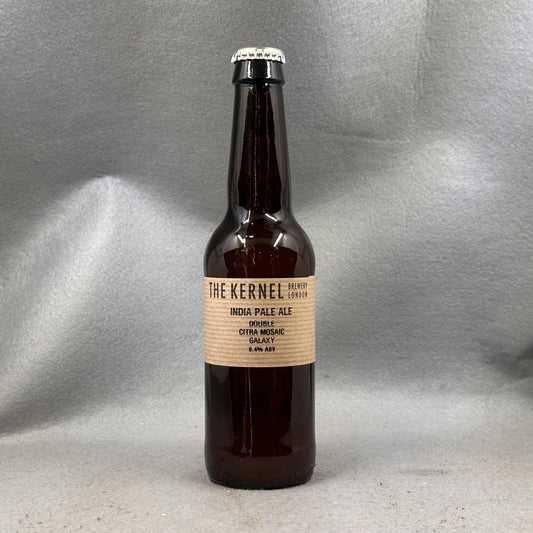 THE KERNEL BREWERY LONDON
INDIA PALE ALE
DOUBLE
CITRA MOSAIC
GALAXY
8.4% ABV